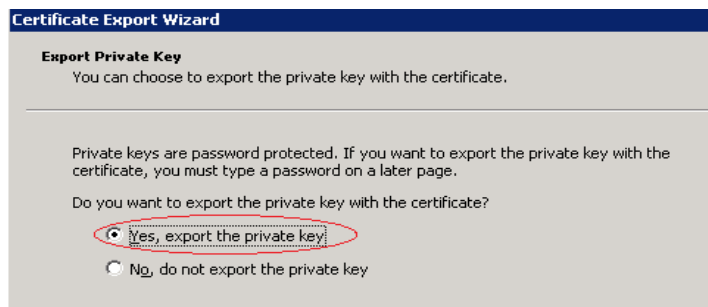 Certificate Export Wizard
Export Private Key
You can choose to export the private key with the certificate.
Private keys are password protected. If you want to export the private key with the
certificate, you must type a password on a later page.
Do you want to export the private key with the certificate?
Yes, export the private key
No, do not export the private key